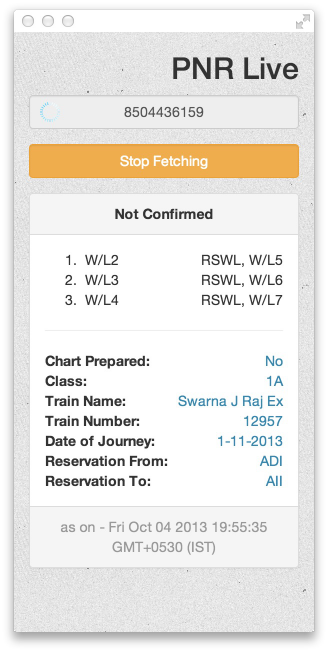 PNR Live
8504436159
Stop Fetching
Not Confirmed
1. W/L2 RSWL, W/L5
2. W/L3 RSWL, W/L6
3. W/L4 RSWL, W/L7
Chart Prepared: No
Class: 1A
Train Name: Swarna J Raj Ex
Train Number: 12957
Date of Journey: 1-11-2013
Reservation From: ADI
Reservation To: AII
as on - Fri Oct 04 2013 19:55:35
GMT+0530 (IST)